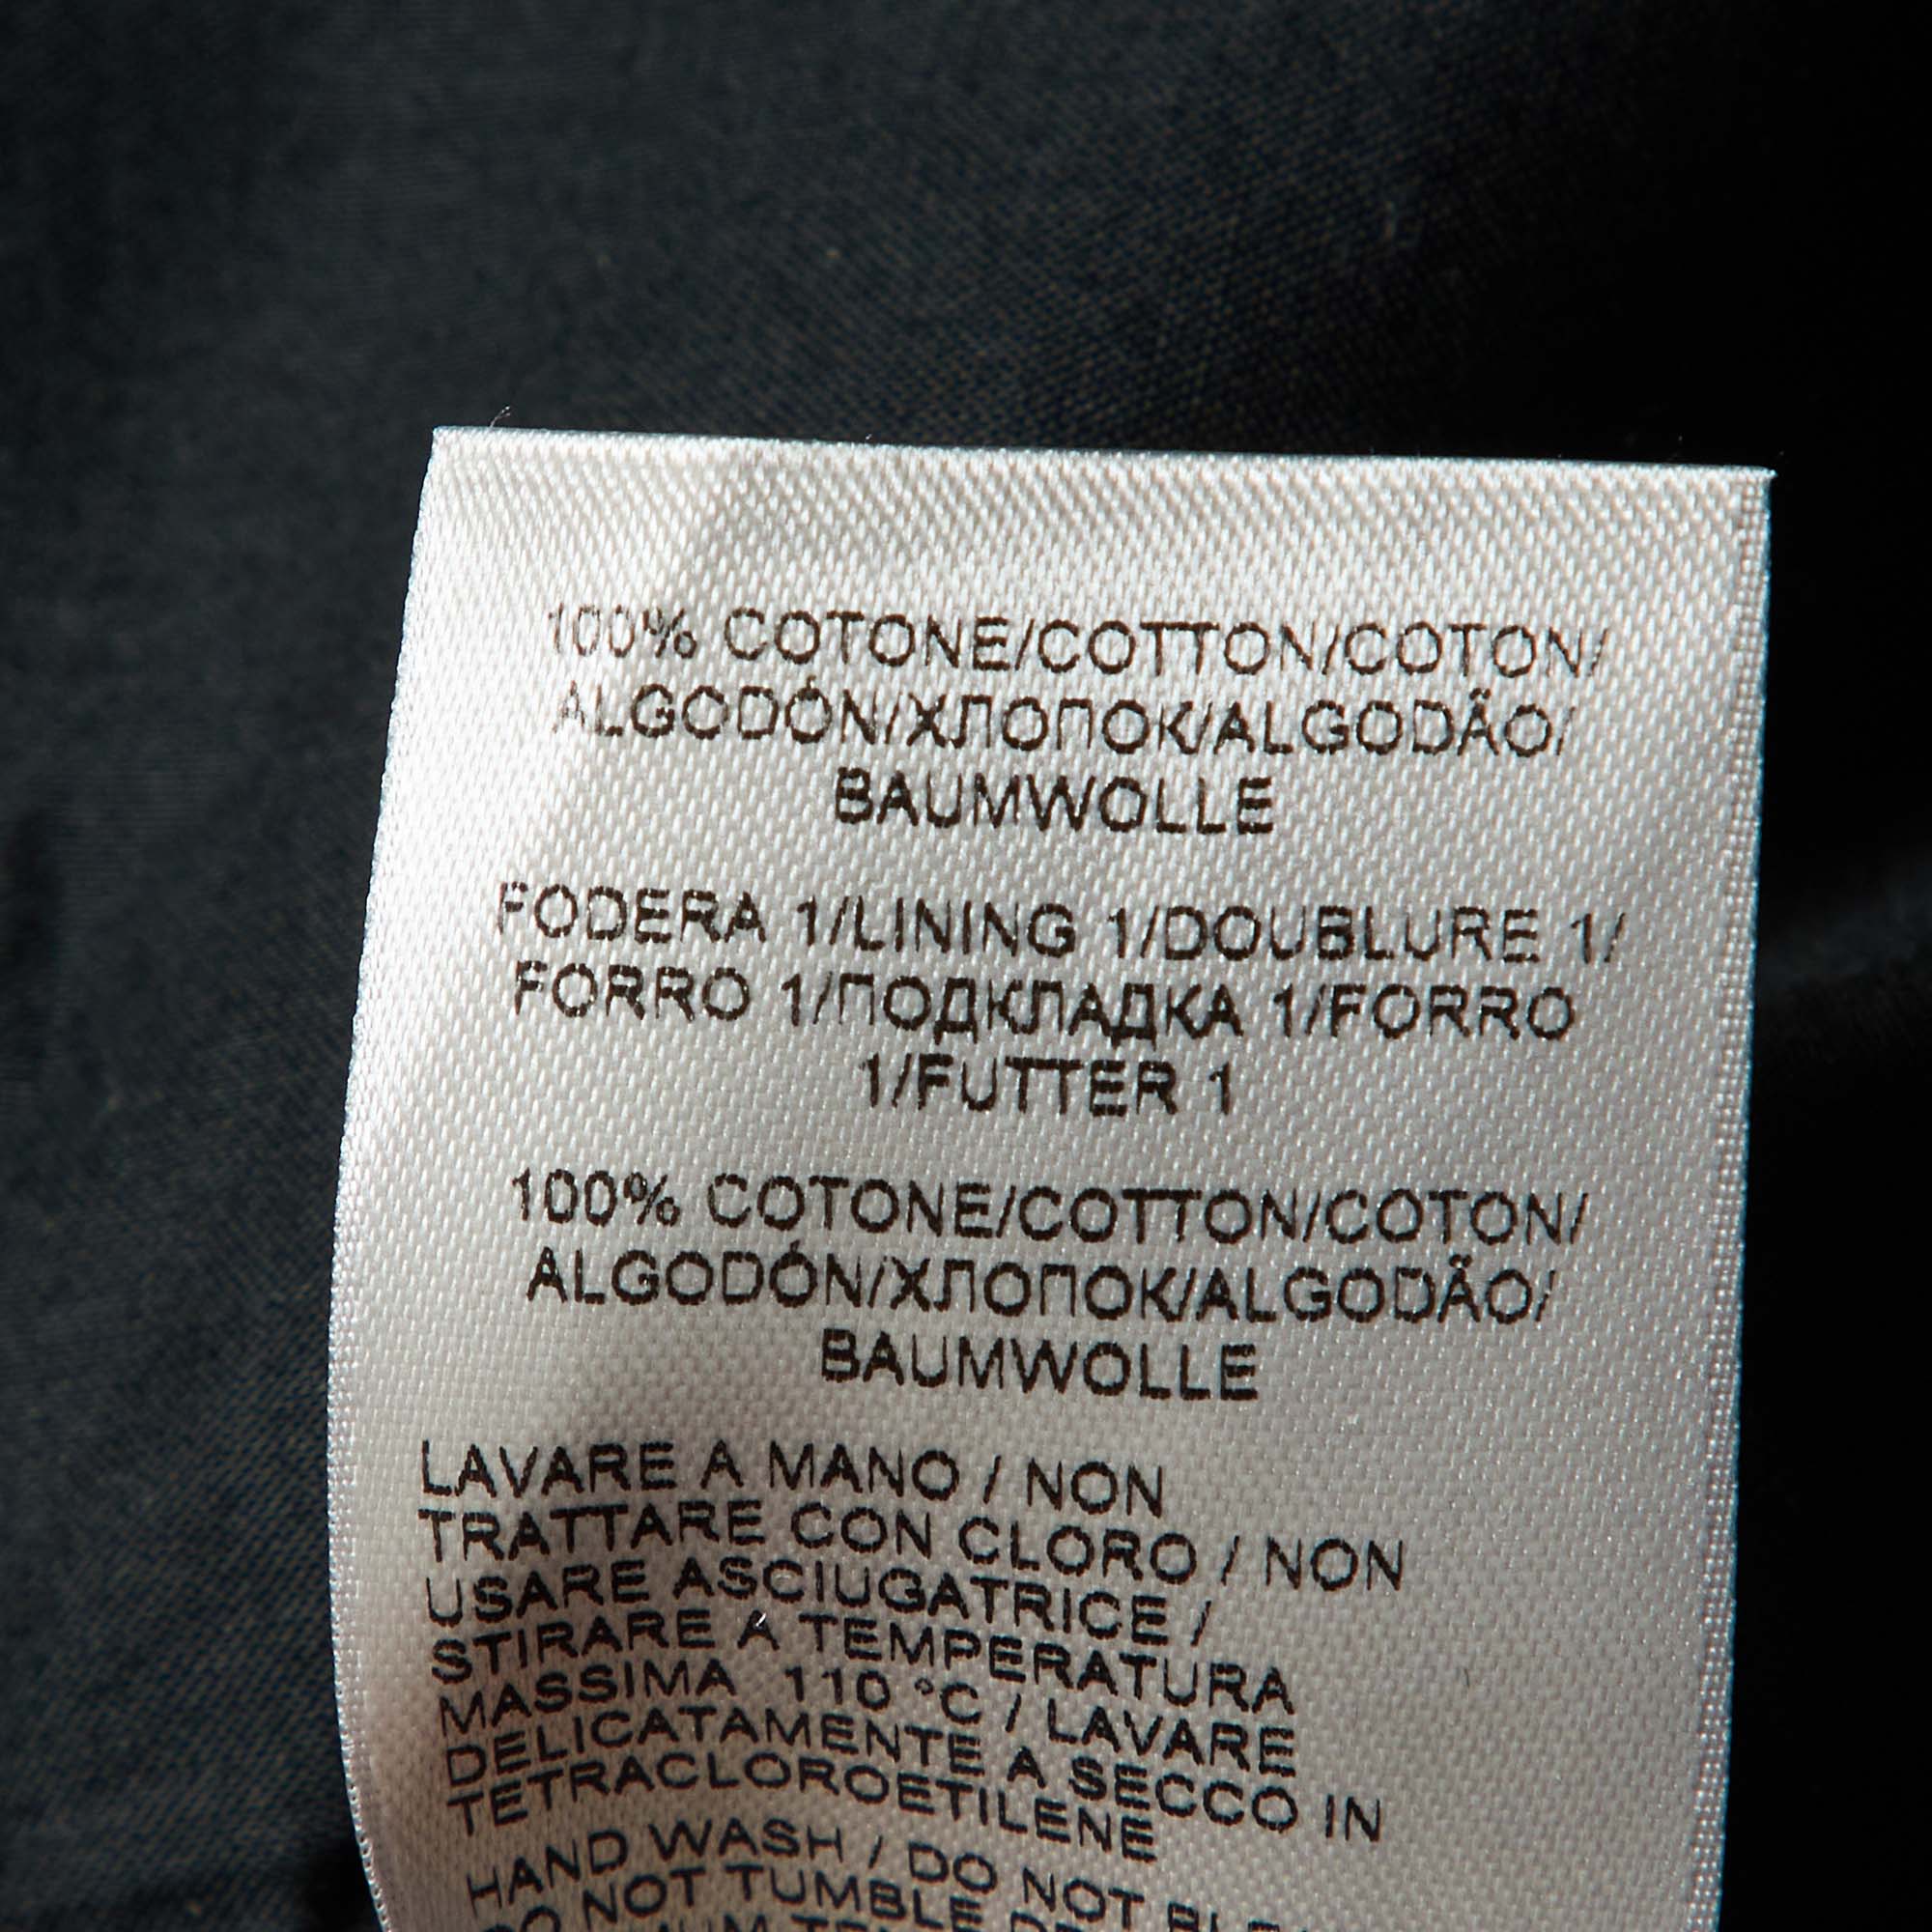 100% COTONE/COTTON/COTON/
ALGODÓN/ХЛОПОК/ALGODÃO/
BAUMWOLLE
FODERA 1/LINING 1/DOUBLURE 1/
FORRO 1/ПОДКЛАДКА 1/FORRO
1/FUTTER 1
100% COTONE/COTTON/COTON/
ALGODÓN/ХЛОПОК/ALGODÃO/
BAUMWOLLE
LAVARE A MANO / NON
TRATTARE CON CLORO / NON
USARE ASCIUGATRICE /
STIRARE A TEMPERATURA
MASSIMA 110 °C / LAVARE
DELICATAMENTE A SECCO IN
TETRACLOROETILENE
HAND WASH / DO NOT
NOT TUMBLE